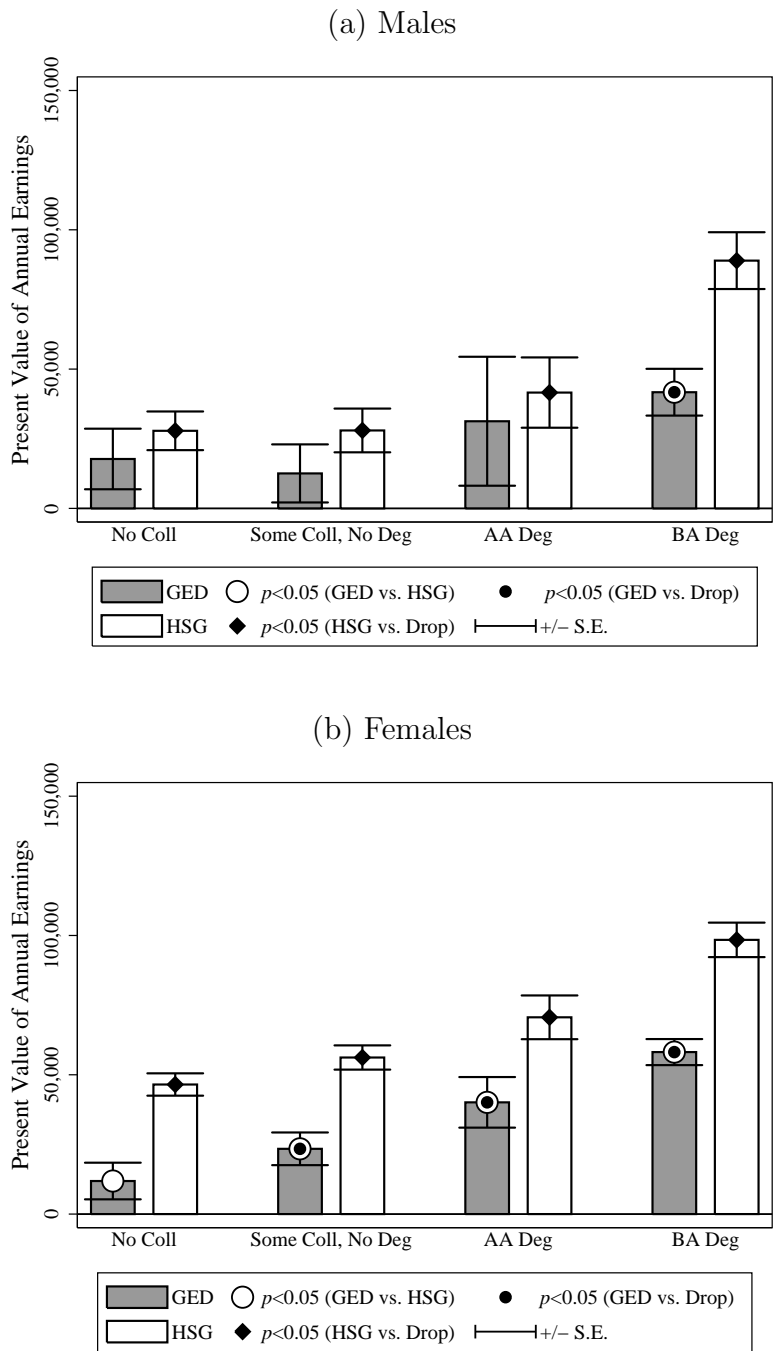 (a) Males
Present Value of Annual Earnings
150,000
100,000
50,000
0
No Coll Some Coll, No Deg AA Deg BA Deg
GED p<0.05 (GED vs. HSG) p<0.05 (GED vs. Drop)
HSG p<0.05 (HSG vs. Drop) +/− S.E.
(b) Females
Present Value of Annual Earnings
150,000
100,000
50,000
0
No Coll Some Coll, No Deg AA Deg BA Deg
GED p<0.05 (GED vs. HSG) p<0.05 (GED vs. Drop)
HSG p<0.05 (HSG vs. Drop) +/− S.E.